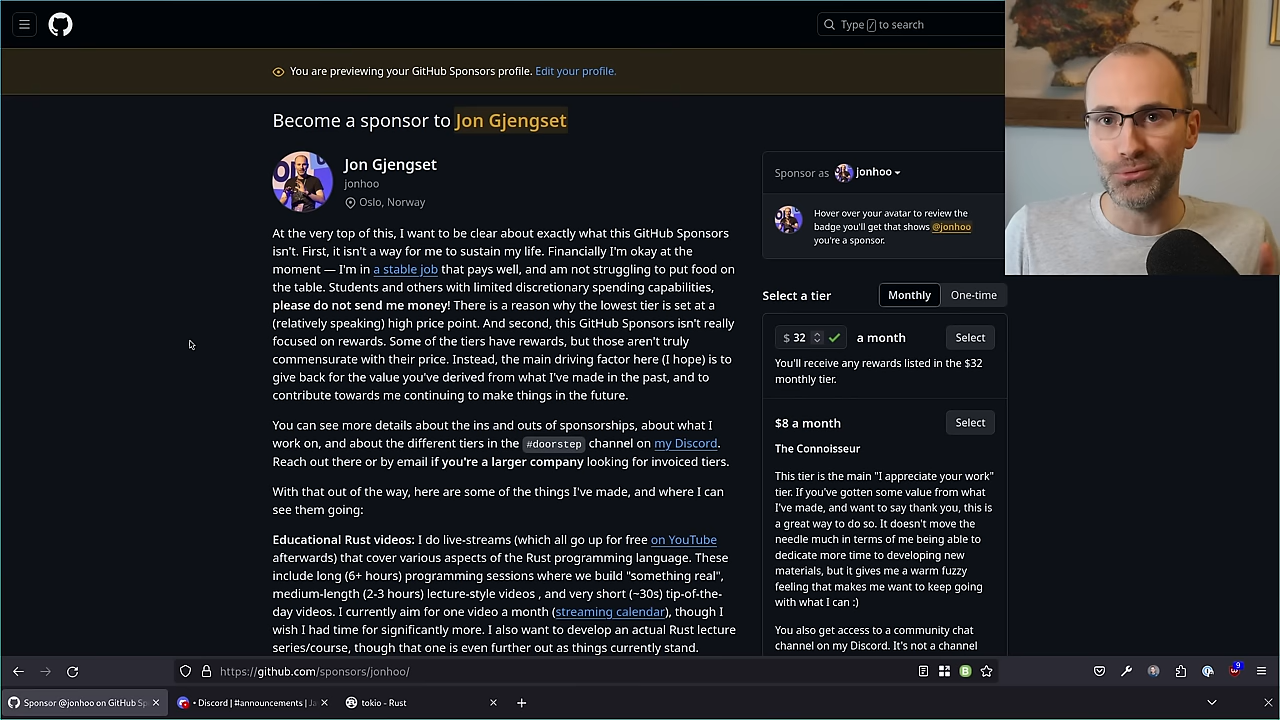 Type / to search
You are previewing your GitHub Sponsors profile. Edit your profile.
Become a sponsor to Jon Gjengset
Jon Gjengset
jonhoo
Oslo, Norway
At the very top of this, I want to be clear about exactly what this GitHub Sponsors
isn't. First, it isn't a way for me to sustain my life. Financially I'm okay at the
moment — I'm in a stable job that pays well, and am not struggling to put food on
the table. Students and others with limited discretionary spending capabilities,
please do not send me money! There is a reason why the lowest tier is set at a
(relatively speaking) high price point. And second, this GitHub Sponsors isn't really
focused on rewards. Some of the tiers have rewards, but those aren't truly
commensurate with their price. Instead, the main driving factor here (I hope) is to
give back for the value you've derived from what I've made in the past, and to
contribute towards me continuing to make things in the future.
You can see more details about the ins and outs of sponsorships, about what I
work on, and about the different tiers in the #doorstep channel on my Discord.
Reach out there or by email if you're a larger company looking for invoiced tiers.
With that out of the way, here are some of the things I've made, and where I can
see them going:
Educational Rust videos: I do live-streams (which all go up for free on YouTube
afterwards) that cover various aspects of the Rust programming language. These
include long (6+ hours) programming sessions where we build "something real",
medium-length (2-3 hours) lecture-style videos , and very short (~30s) tip-of-the-
day videos. I currently aim for one video a month (streaming calendar), though I
wish I had time for significantly more. I also want to develop an actual Rust lecture
series/course, though that one is even further out as things currently stand.
Sponsor as jonhoo
Hover over your avatar to review the
badge you'll get that shows @jonhoo
you're a sponsor.
Select a tier
Monthly
One-time
$ 32 a month
Select
You'll receive any rewards listed in the $32
monthly tier.
$8 a month
Select
The Connoisseur
This tier is the main "I appreciate your work"
tier. If you've gotten some value from what
I've made, and want to say thank you, this is
a great way to do so. It doesn't move the
needle much in terms of me being able to
dedicate more time to developing new
materials, but it gives me a warm fuzzy
feeling that makes me want to keep going
with what I can :)
You also get access to a community chat
channel on my Discord. It's not a channel
https://github.com/sponsors/jonhoo/
9
Sponsor @jonhoo on GitHub Sp
• Discord | #announcements | Ja
tokio - Rust